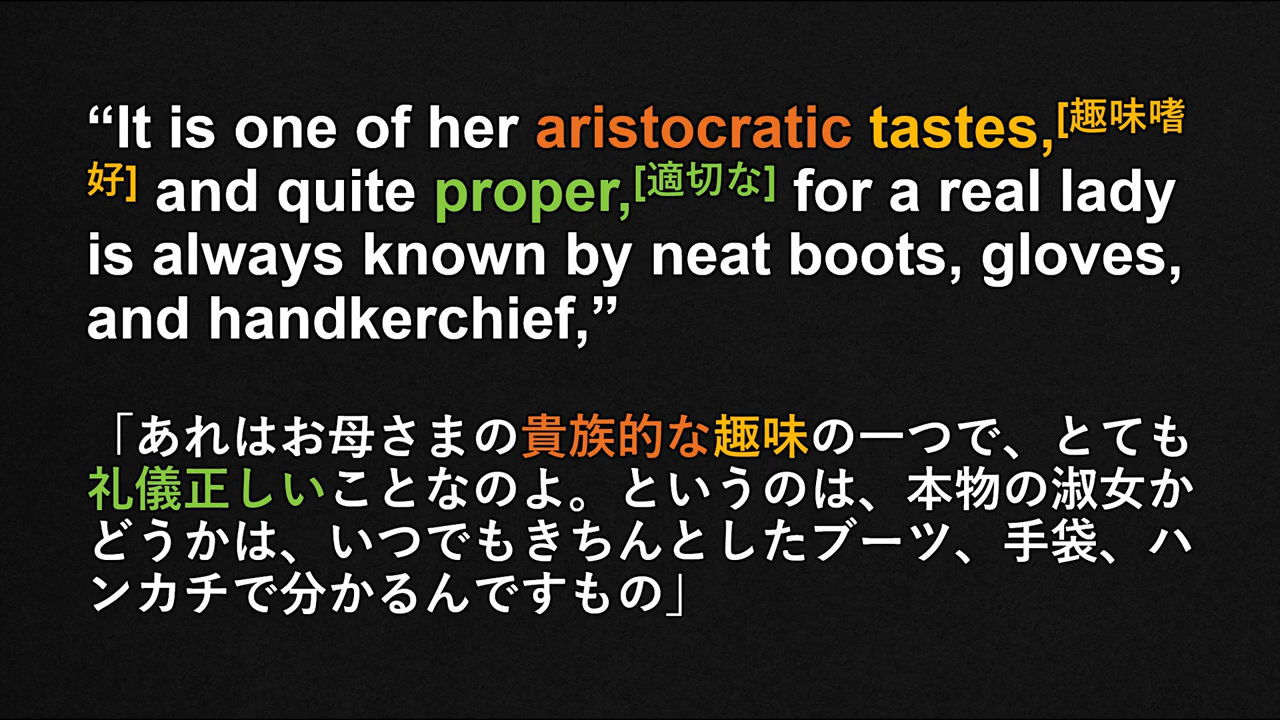 “It is one of her aristocratic tastes,[趣味嗜
好] and quite proper,[適切な] for a real lady
is always known by neat boots, gloves,
and handkerchief,”
「あれはお母さまの貴族的な趣味の一つで、とても
礼儀正しいことなのよ。というのは、本物の淑女か
どうかは、いつでもきちんとしたブーツ、手袋、ハ
ンカチで分かるんですもの」